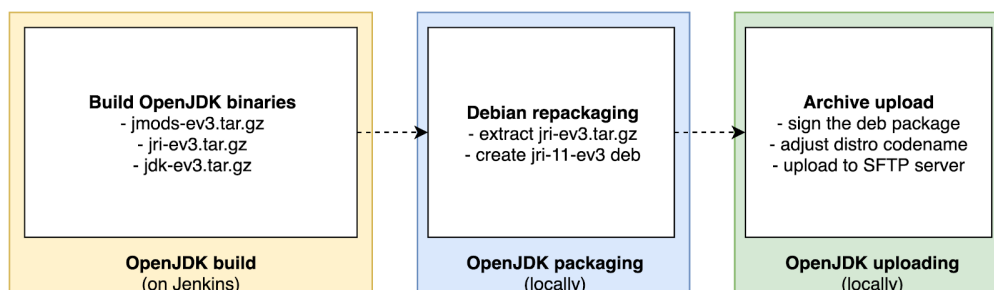 Build OpenJDK binaries
- jmods-ev3.tar.gz
- jri-ev3.tar.gz
- jdk-ev3.tar.gz
OpenJDK build
(on Jenkins)
Debian repackaging
- extract jri-ev3.tar.gz
- create jri-11-ev3 deb
OpenJDK packaging
(locally)
Archive upload
- sign the deb package
- adjust distro codename
- upload to SFTP server
OpenJDK uploading
(locally)